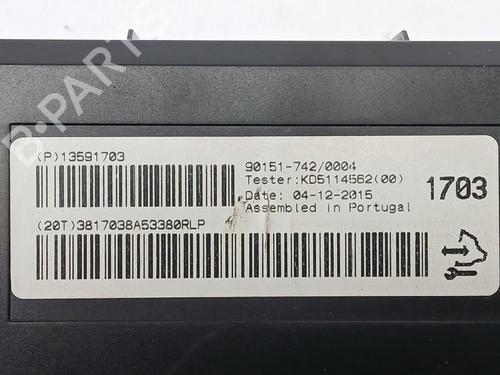 B-PARTS
(P)13591703
90151-742/0004
Tester:KD5114562(00)
Date: 04-12-2015
Assembled in Portugal
1703
(20T)3817038A53380RLP